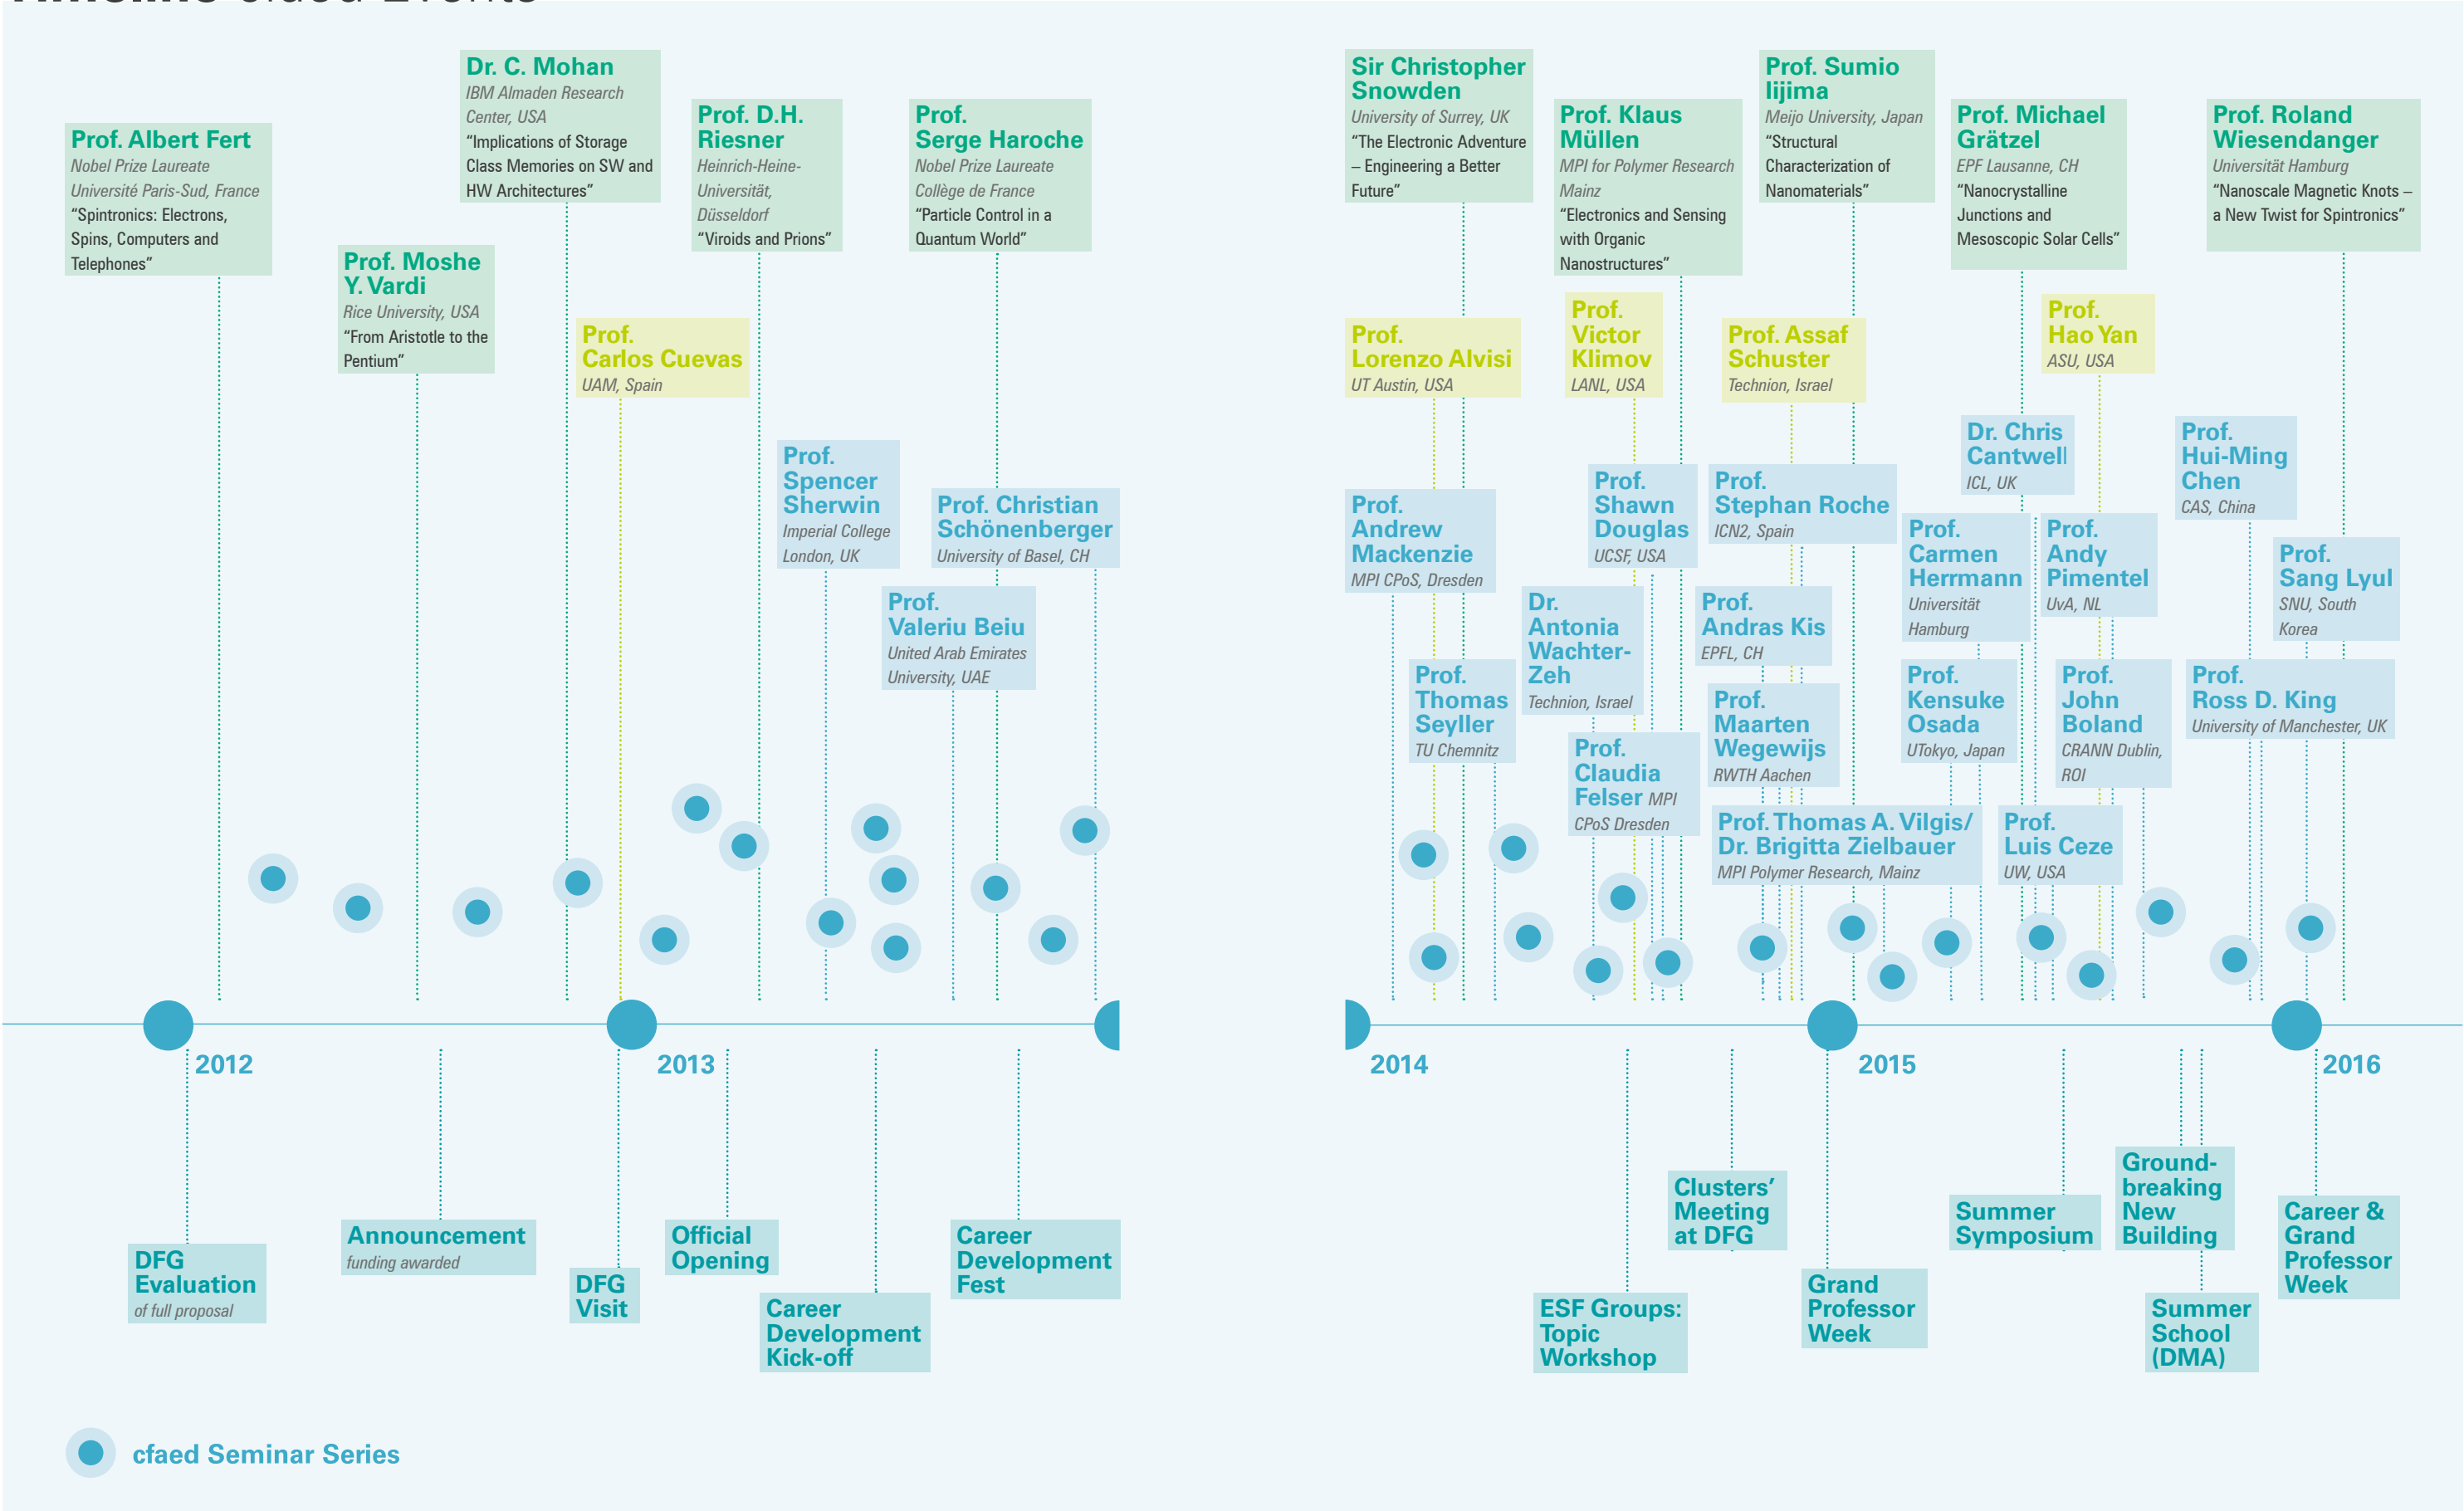 Timeline cfaed Events
Prof. Albert Fert
Nobel Prize Laureate
Université Paris-Sud, France
“Spintronics: Electrons,
Spins, Computers and
Telephones”
Prof. Moshe
Y. Vardi
Rice University, USA
“From Aristotle to the
Pentium”
Dr. C. Mohan
IBM Almaden Research
Center, USA
“Implications of Storage
Class Memories on SW and
HW Architectures”
Prof.
Carlos Cuevas
UAM, Spain
Prof. D.H.
Riesner
Heinrich-Heine-
Universität,
Düsseldorf
“Viroids and Prions”
Prof.
Spencer
Sherwin
Imperial College
London, UK
Prof.
Serge Haroche
Nobel Prize Laureate
Collège de France
“Particle Control in a
Quantum World”
Prof. Christian
Schönenberger
University of Basel, CH
Prof.
Valeriu Beiu
United Arab Emirates
University, UAE
Sir Christopher
Snowden
University of Surrey, UK
“The Electronic Adventure
– Engineering a Better
Future”
Prof.
Lorenzo Alvisi
UT Austin, USA
Prof.
Andrew
Mackenzie
MPI CPoS, Dresden
Prof.
Thomas
Seyller
TU Chemnitz
Prof. Klaus
Müllen
MPI for Polymer Research
Mainz
“Electronics and Sensing
with Organic
Nanostructures”
Prof.
Victor
Klimov
LANL, USA
Prof.
Shawn
Douglas
UCSF, USA
Dr.
Antonia
Wachter-
Zeh
Technion, Israel
Prof.
Claudia
Felser MPI
CPoS Dresden
Prof. Sumio
Iijima
Meijo University, Japan
“Structural
Characterization of
Nanomaterials”
Prof. Assaf
Schuster
Technion, Israel
Prof.
Stephan Roche
ICN2, Spain
Prof.
Andras Kis
EPFL, CH
Prof.
Maarten
Wegewijs
RWTH Aachen
Prof. Thomas A. Vilgis/
Dr. Brigitta Zielbauer
MPI Polymer Research, Mainz
Prof. Michael
Grätzel
EPF Lausanne, CH
“Nanocrystalline
Junctions and
Mesoscopic Solar Cells”
Prof.
Hao Yan
ASU, USA
Dr. Chris
Cantwell
ICL, UK
Prof.
Carmen
Herrmann
Universität
Hamburg
Prof.
Andy
Pimentel
UvA, NL
Prof.
Kensuke
Osada
UTokyo, Japan
Prof.
John
Boland
CRANN Dublin,
ROI
Prof.
Luis Ceze
UW, USA
Prof. Roland
Wiesendanger
Universität Hamburg
“Nanoscale Magnetic Knots –
a New Twist for Spintronics”
Prof.
Hui-Ming
Chen
CAS, China
Prof.
Sang Lyul
SNU, South
Korea
Prof.
Ross D. King
University of Manchester, UK
2012
2013
2014
2015
2016
DFG
Evaluation
of full proposal
Announcement
funding awarded
DFG
Visit
Official
Opening
Career
Development
Kick-off
Career
Development
Fest
ESF Groups:
Topic
Workshop
Clusters’
Meeting
at DFG
Grand
Professor
Week
Summer
Symposium
Ground-
breaking
New
Building
Summer
School
(DMA)
Career &
Grand
Professor
Week
cfaed Seminar Series